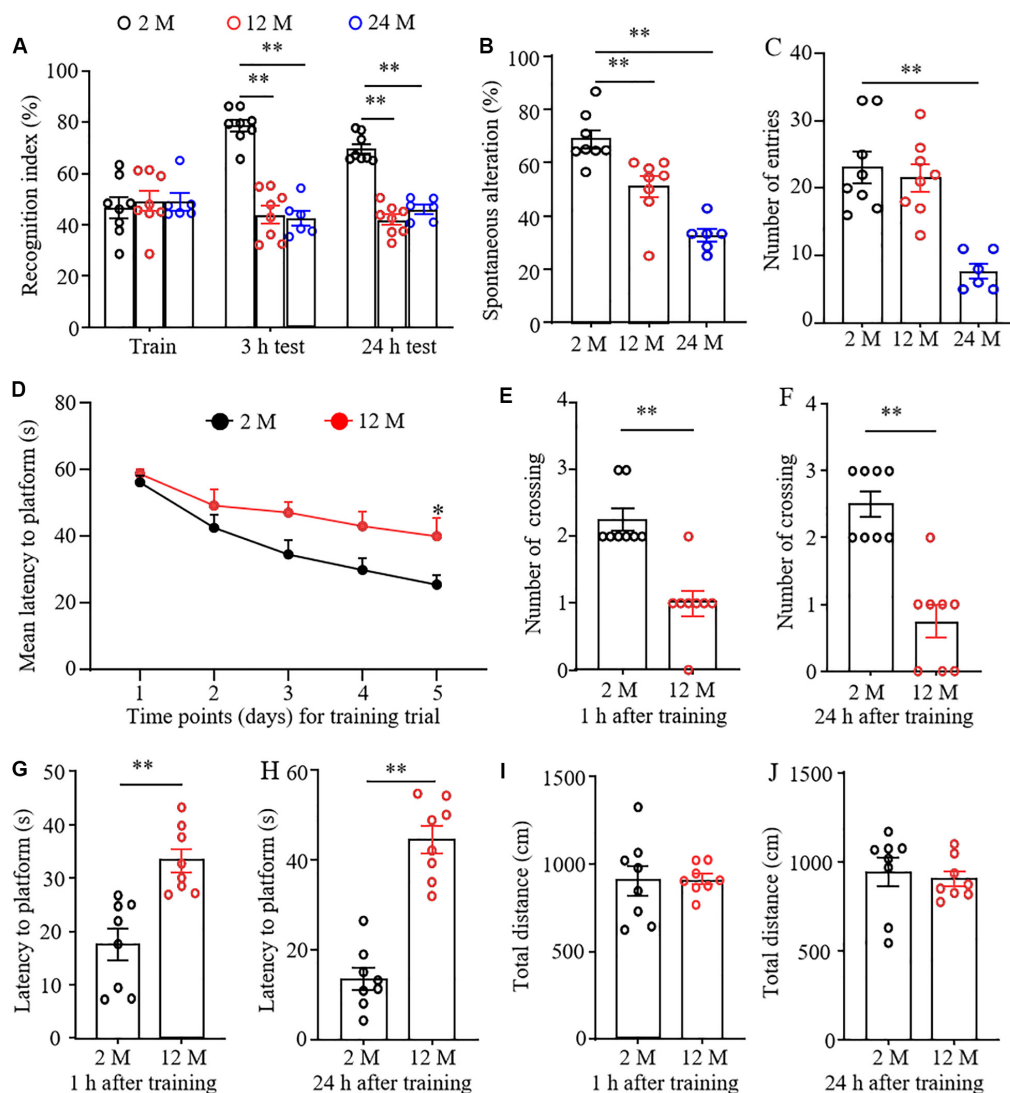 2 M 12 M 24 M
A
Recognition index (%)
100
80
60
40
20
0
** ** ** **
Train 3 h test 24 h test
B
Spontaneous alteration (%)
100
80
60
40
20
0
**
**
2 M 12 M 24 M
C
Number of entries
40
30
20
10
0
**
2 M 12 M 24 M
D
Mean latency to platform (s)
80
60
40
20
0
2 M 12 M
*
1 2 3 4 5
Time points (days) for training trial
E
Number of crossing
4
3
2
1
0
**
2 M 12 M
1 h after training
F
Number of crossing
4
3
2
1
0
**
2 M 12 M
24 h after training
G
Latency to platform (s)
50
40
30
20
10
0
**
2 M 12 M
1 h after training
H
Latency to platform (s)
60
40
20
0
**
2 M 12 M
24 h after training
I
Total distance (cm)
1500
1000
500
0
2 M 12 M
1 h after training
J
Total distance (cm)
1500
1000
500
0
2 M 12 M
24 h after training